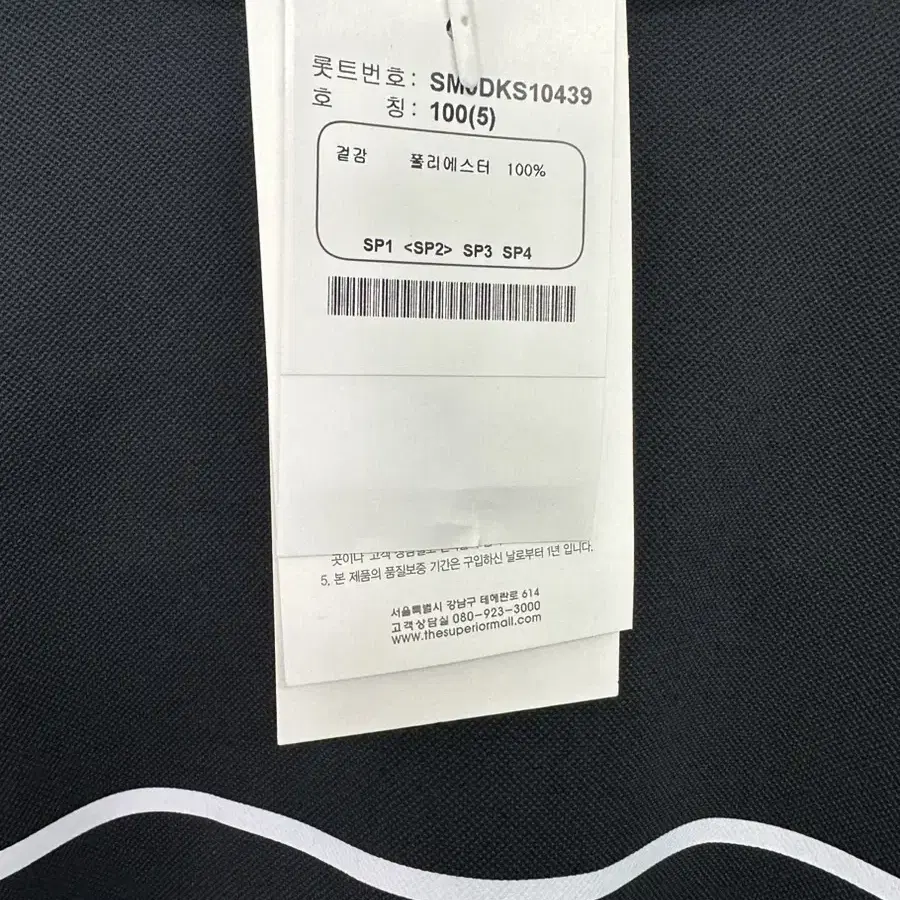 롯트번호:
호 칭: 100(5)
겉감 폴리에스터 100%
SP1 <SP2> SP3 SP4
5. 본 제품의 품질보증 기간은 구입하신 날로부터 1년 입니다.
서울특별시 강남구 테헤란로 614
고객상담실 080-923-3000
www.thesuperiormall.com